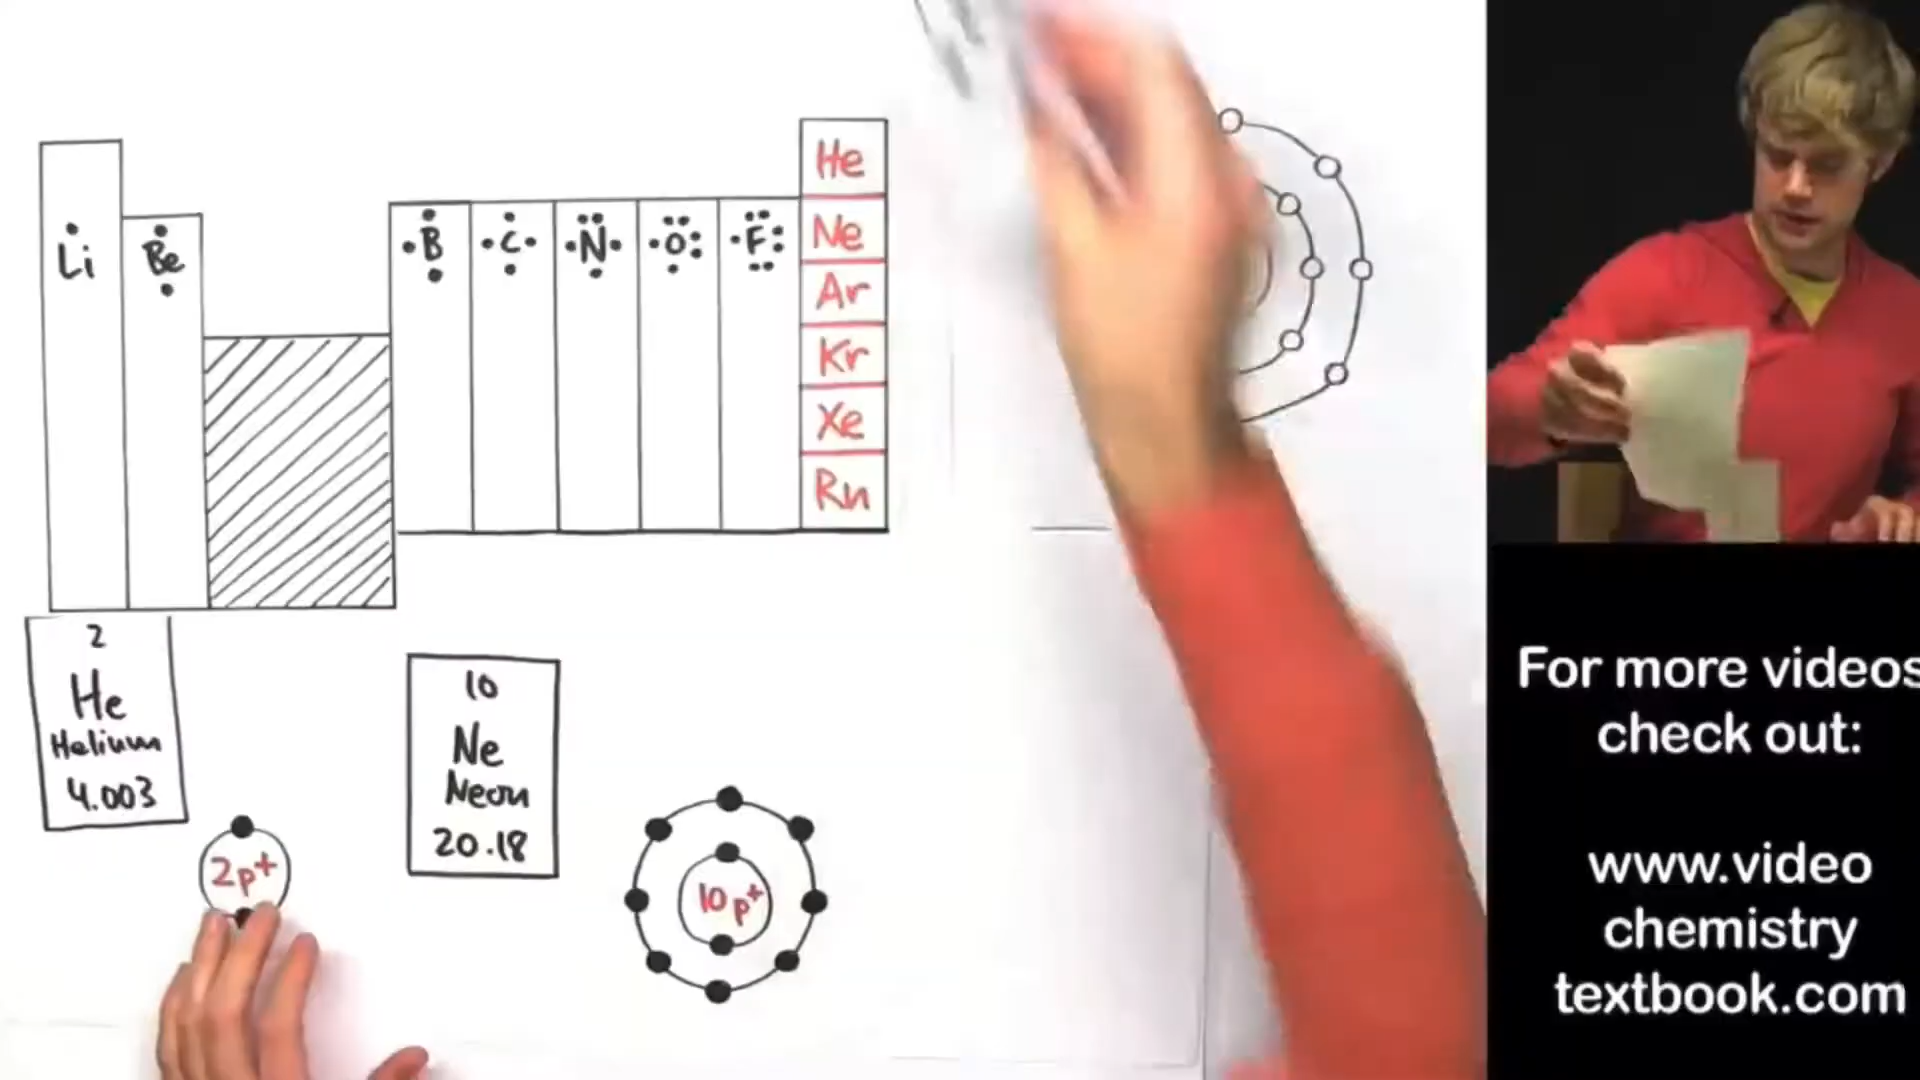 He
Li Be B C N O F Ne
Ar
Kr
Xe
Rn
2
He
Helium
4.003
10
Ne
Neon
20.18
2p+
10p+
For more videos
check out:
www.video
chemistry
textbook.com